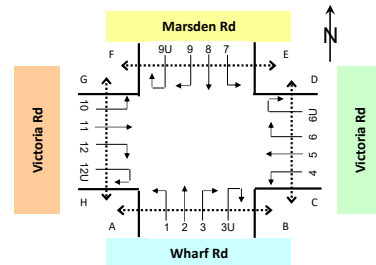 Marsden Rd
N
F 9U 9 8 7 E
G D
10 6U
11 6
12 5
12U 4
Victoria Rd
Victoria Rd
H C
A 1 2 3 3U B
Wharf Rd